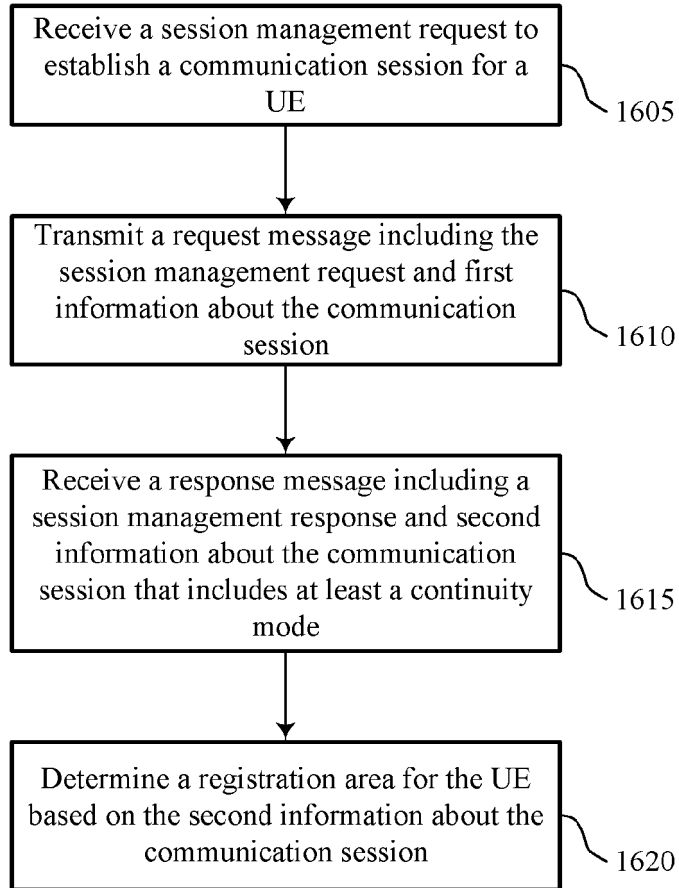 Receive a session management request to
establish a communication session for a
UE
1605
Transmit a request message including the
session management request and first
information about the communication
session
1610
Receive a response message including a
session management response and second
information about the communication
session that includes at least a continuity
mode
1615
Determine a registration area for the UE
based on the second information about the
communication session
1620